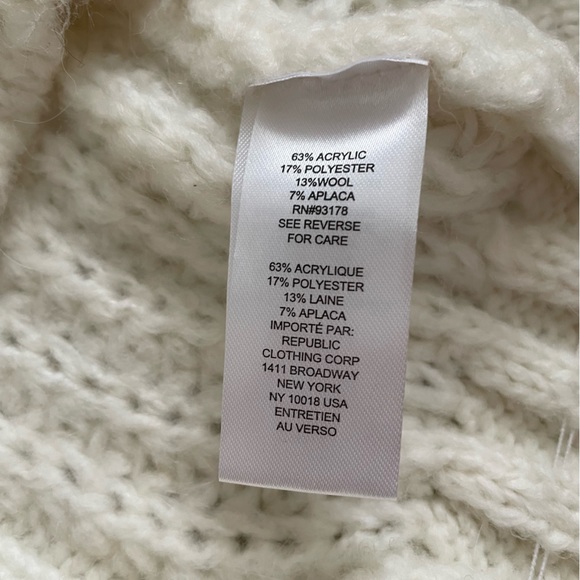 63% ACRYLIC
17% POLYESTER
13%WOOL
7% APLACA
RN#93178
SEE REVERSE
FOR CARE
63% ACRYLIQUE
17% POLYESTER
13% LAINE
7% APLACA
IMPORTÉ PAR:
REPUBLIC
CLOTHING CORP
1411 BROADWAY
NEW YORK
NY 10018 USA
ENTRETIEN
AU VERSO